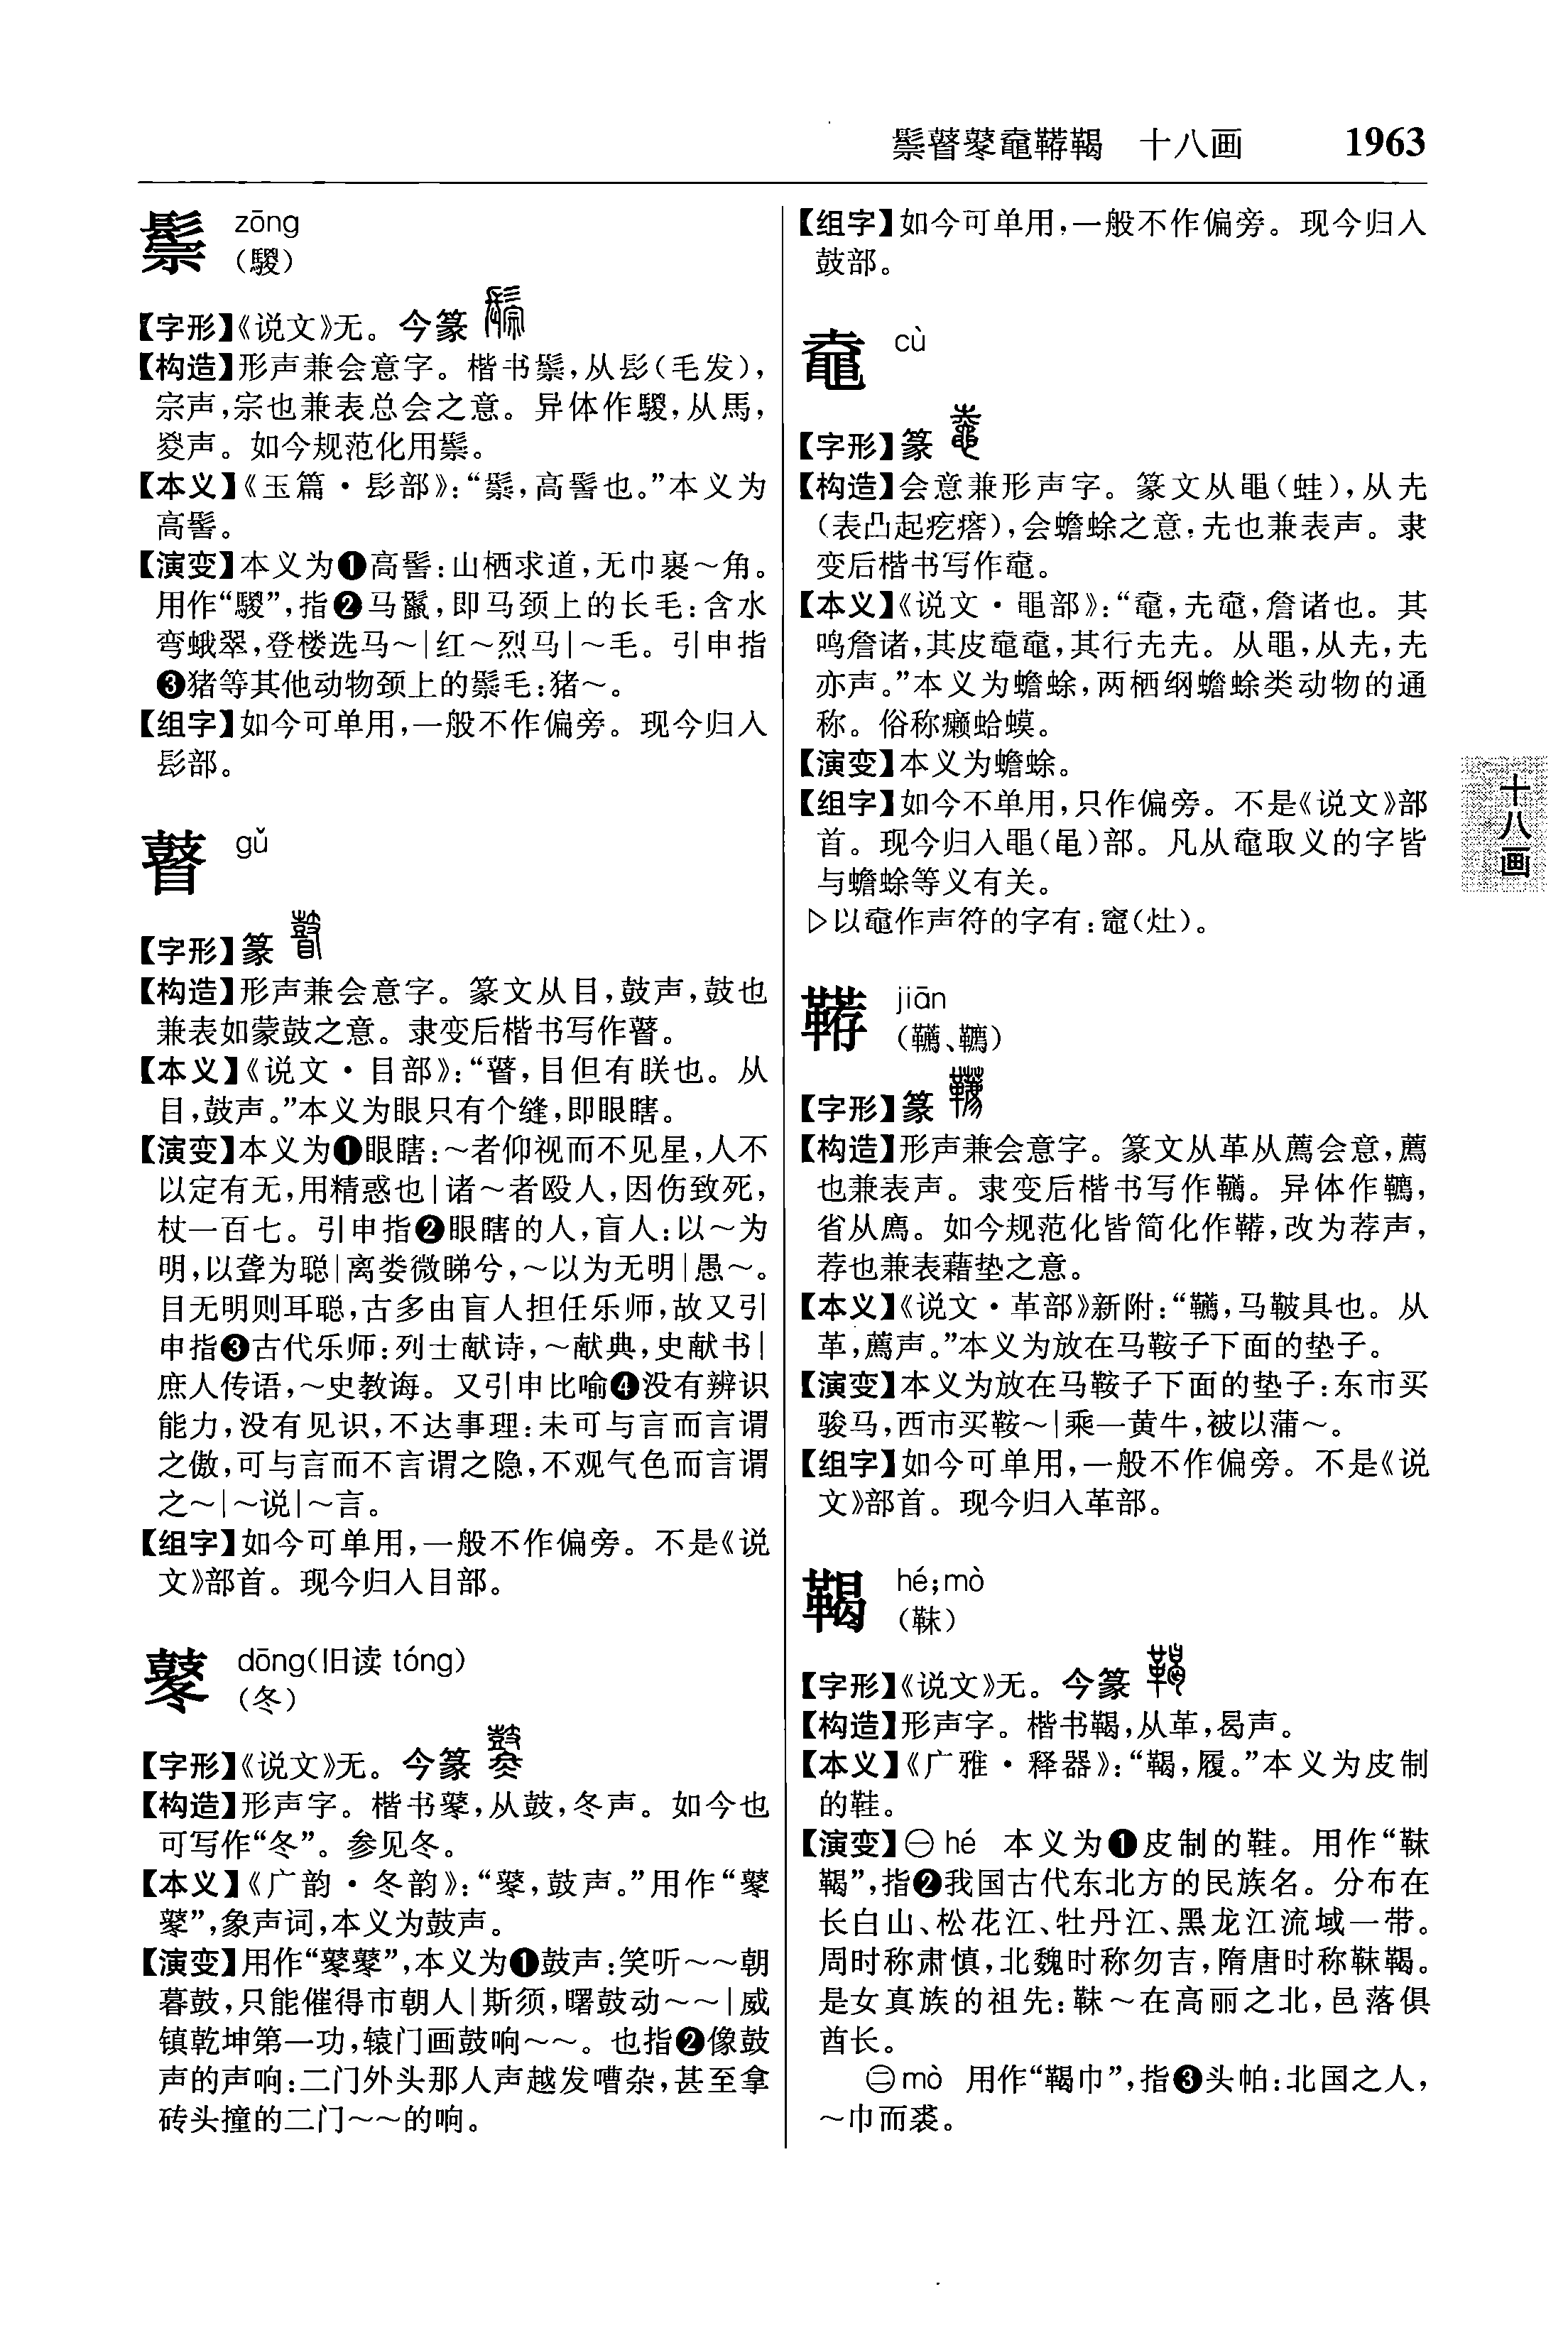 鬃瞽鼕鼀鞯鞨　十八画　1963
鬃 zōng
（騣）
【字形】《说文》无。今篆
【构造】形声兼会意字。楷书鬃，从髟（毛发），
宗声，宗也兼表总会之意。异体作騣，从馬，
㚇声。如今规范化用鬃。
【本义】《玉篇·髟部》：“鬃，高髻也。”本义为
高髻。
【演变】本义为❶高髻：山栖求道，无巾裹～角。
用作“騣”，指❷马鬣，即马颈上的长毛：含水
弯蛾翠，登楼选马～|红～烈马|～毛。引申指
❸猪等其他动物颈上的鬃毛：猪～。
【组字】如今可单用，一般不作偏旁。现今归入
髟部。
瞽 gǔ
【字形】篆
【构造】形声兼会意字。篆文从目，鼓声，鼓也
兼表如蒙鼓之意。隶变后楷书写作瞽。
【本义】《说文·目部》：“瞽，目但有眹也。从
目，鼓声。”本义为眼只有个缝，即眼瞎。
【演变】本义为❶眼瞎：～者仰视而不见星，人不
以定有无，用精惑也|诸～者殴人，因伤致死，
杖一百七。引申指❷眼瞎的人，盲人：以～为
明，以聋为聪|离娄微睇兮，～以为无明|愚～。
目无明则耳聪，古多由盲人担任乐师，故又引
申指❸古代乐师：列士献诗，～献典，史献书|
庶人传语，～史教诲。又引申比喻❹没有辨识
能力，没有见识，不达事理：未可与言而言谓
之傲，可与言而不言谓之隐，不观气色而言谓
之～|～说|～言。
【组字】如今可单用，一般不作偏旁。不是《说
文》部首。现今归入目部。
鼕 dōng（旧读 tóng）
（冬）
【字形】《说文》无。今篆
【构造】形声字。楷书鼕，从鼓，冬声。如今也
可写作“冬”。参见冬。
【本义】《广韵·冬韵》：“鼕，鼓声。”用作“鼕
鼕”，象声词，本义为鼓声。
【演变】用作“鼕鼕”，本义为❶鼓声：笑听～～朝
暮鼓，只能催得市朝人|斯须，曙鼓动～～|威
镇乾坤第一功，辕门画鼓响～～。也指❷像鼓
声的声响：二门外头那人声越发嘈杂，甚至拿
砖头撞的二门～～的响。
【组字】如今可单用，一般不作偏旁。现今归入
鼓部。
鼀 cù
【字形】篆
【构造】会意兼形声字。篆文从黽（蛙），从圥
（表凸起疙瘩），会蟾蜍之意，圥也兼表声。隶
变后楷书写作鼀。
【本义】《说文·黽部》：“鼀，圥鼀，詹诸也。其
鸣詹诸，其皮鼀鼀，其行圥圥。从黽，从圥，圥
亦声。”本义为蟾蜍，两栖纲蟾蜍类动物的通
称。俗称癞蛤蟆。
【演变】本义为蟾蜍。
【组字】如今不单用，只作偏旁。不是《说文》部
首。现今归入黽（黾）部。凡从鼀取义的字皆
与蟾蜍等义有关。
▷以鼀作声符的字有：竈（灶）。
鞯 jiān
（韉、韀）
【字形】篆
【构造】形声兼会意字。篆文从革从薦会意，薦
也兼表声。隶变后楷书写作韉。异体作韀，
省从廌。如今规范化皆简化作鞯，改为荐声，
荐也兼表藉垫之意。
【本义】《说文·革部》新附：“韉，马鞁具也。从
革，薦声。”本义为放在马鞍子下面的垫子。
【演变】本义为放在马鞍子下面的垫子：东市买
骏马，西市买鞍～|乘一黄牛，被以蒲～。
【组字】如今可单用，一般不作偏旁。不是《说
文》部首。现今归入革部。
鞨 hé；mò
（靺）
【字形】《说文》无。今篆
【构造】形声字。楷书鞨，从革，曷声。
【本义】《广雅·释器》：“鞨，履。”本义为皮制
的鞋。
【演变】㊀hé　本义为❶皮制的鞋。用作“靺
鞨”，指❷我国古代东北方的民族名。分布在
长白山、松花江、牡丹江、黑龙江流域一带。
周时称肃慎，北魏时称勿吉，隋唐时称靺鞨。
是女真族的祖先：靺～在高丽之北，邑落俱
酋长。
㊁mò　用作“鞨巾”，指❸头帕：北国之人，
～巾而裘。
十八画